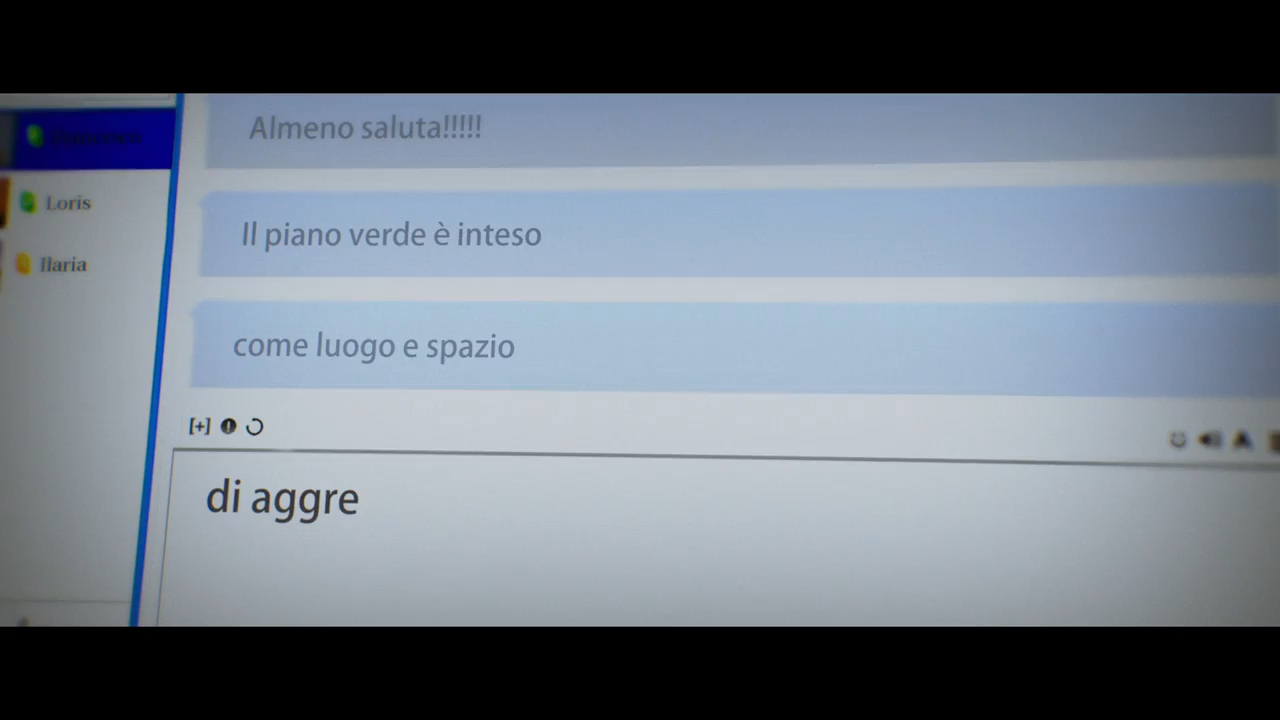 Almeno saluta!!!!!
Loris
Il piano verde è inteso
Ilaria
come luogo e spazio
[+]
di aggre